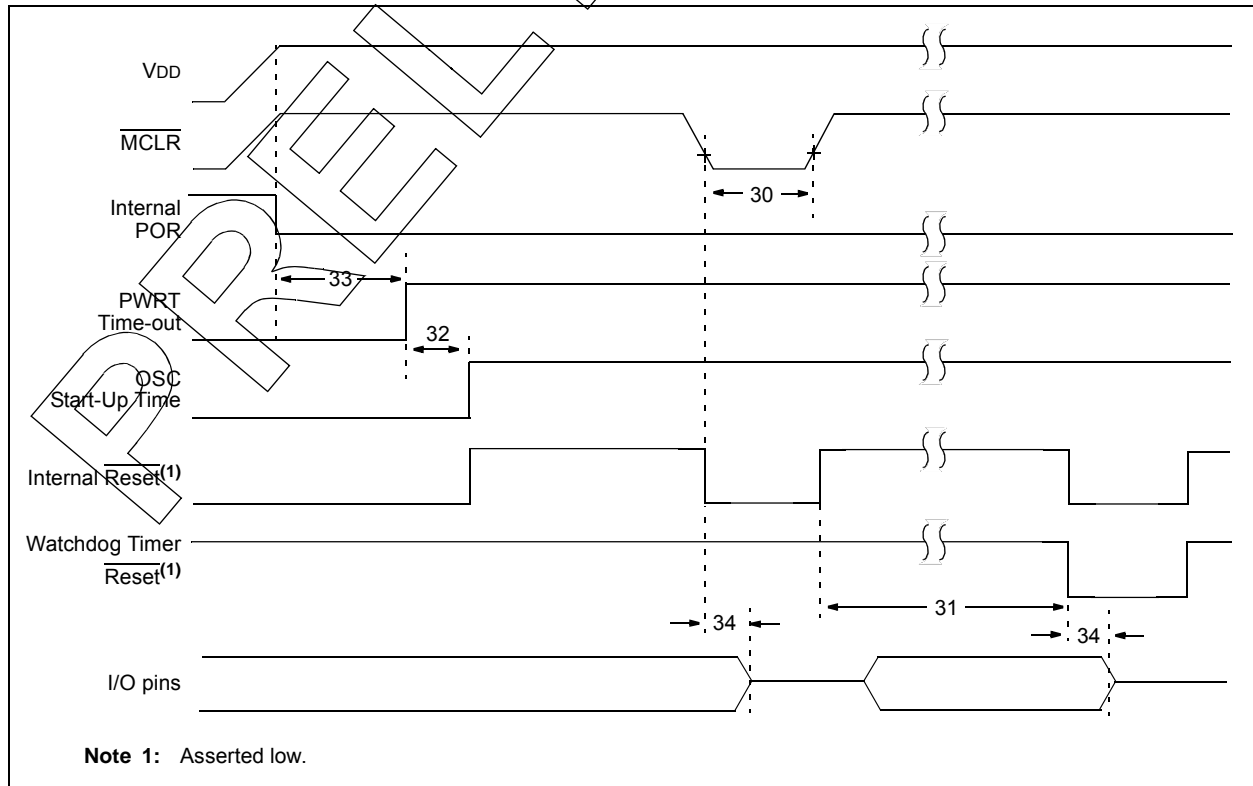 VDD
MCLR
30
Internal
POR
33
PWRT
Time-out
32
OSC
Start-Up Time
Internal Reset(1)
Watchdog Timer
Reset(1)
31
34
34
I/O pins
Note 1: Asserted low.
PREL